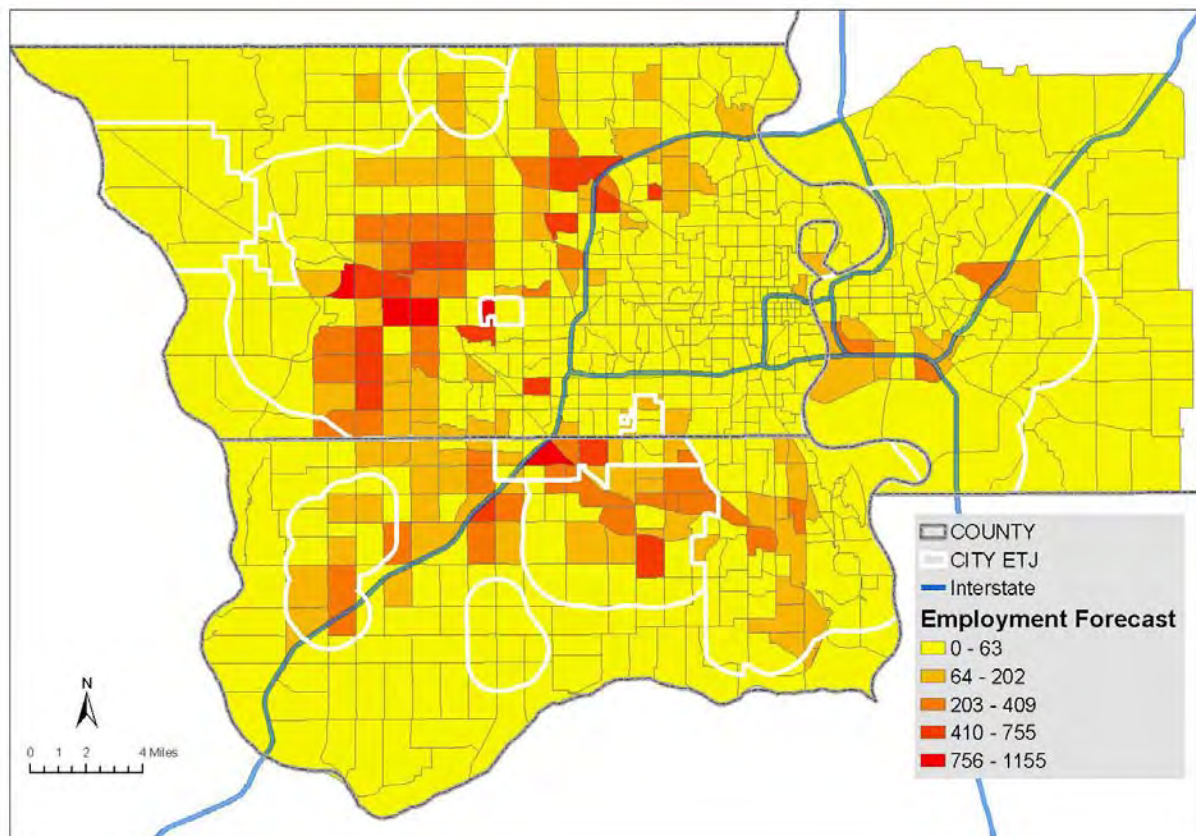 COUNTY
CITY ETJ
Interstate
Employment Forecast
0 - 63
64 - 202
203 - 409
410 - 755
756 - 1155
N
0 1 2 4 Miles